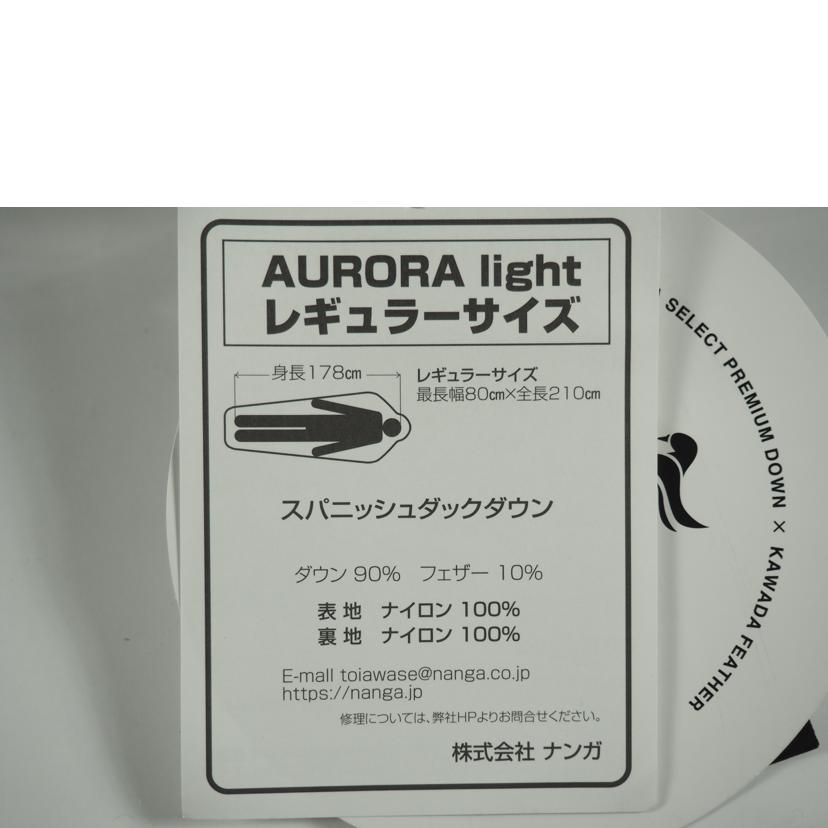 AURORA light
レギュラーサイズ
身長178㎝
レギュラーサイズ
最長幅80㎝×全長210㎝
スパニッシュダックダウン
ダウン 90%　フェザー 10%
表 地　ナイロン 100%
裏 地　ナイロン 100%
E-mall toiawase@nanga.co.jp
https://nanga.jp
修理については、弊社HPよりお問合せください。
株式会社 ナンガ
SELECT PREMIUM DOWN × KAWADA FEATHER